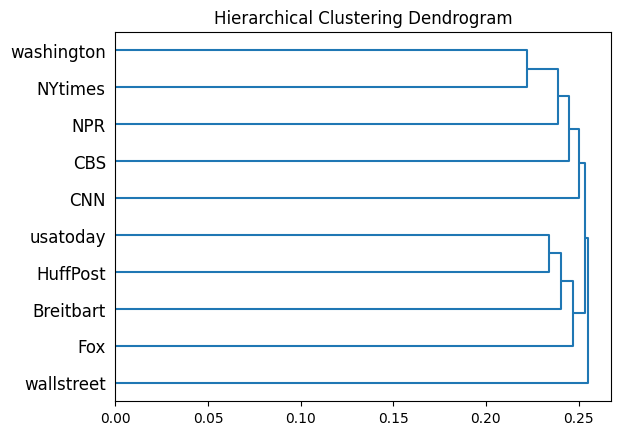 Hierarchical Clustering Dendrogram
washington
NYtimes
NPR
CBS
CNN
usatoday
HuffPost
Breitbart
Fox
wallstreet
0.00 0.05 0.10 0.15 0.20 0.25